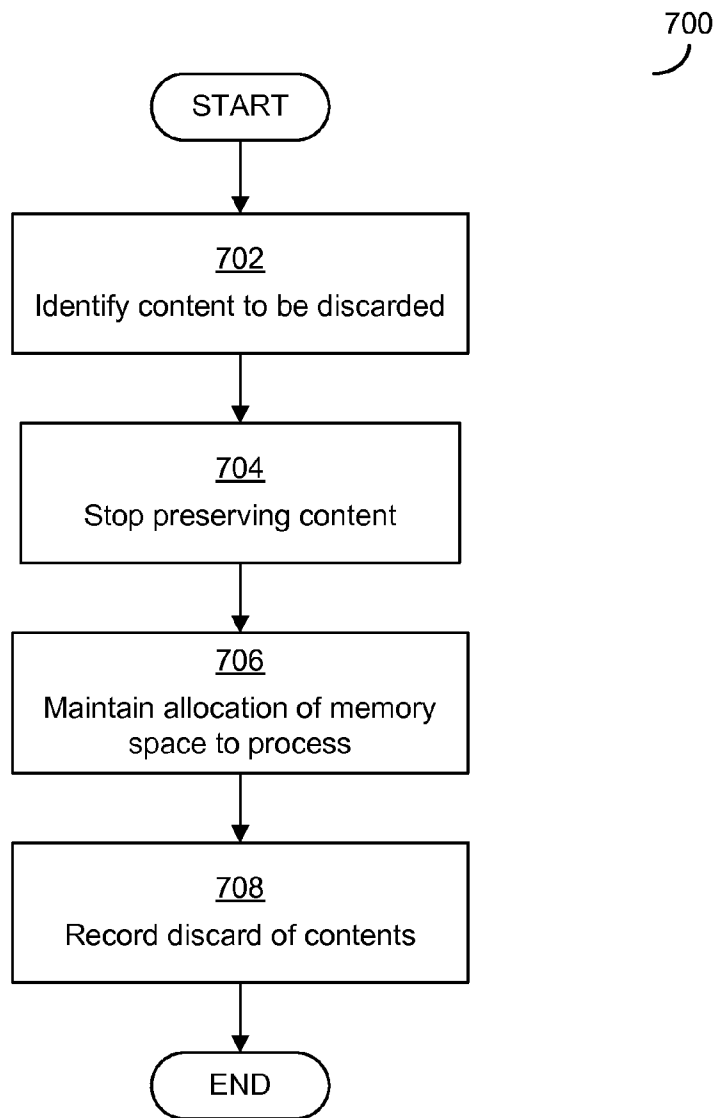 700
START
702
Identify content to be discarded
704
Stop preserving content
706
Maintain allocation of memory
space to process
708
Record discard of contents
END